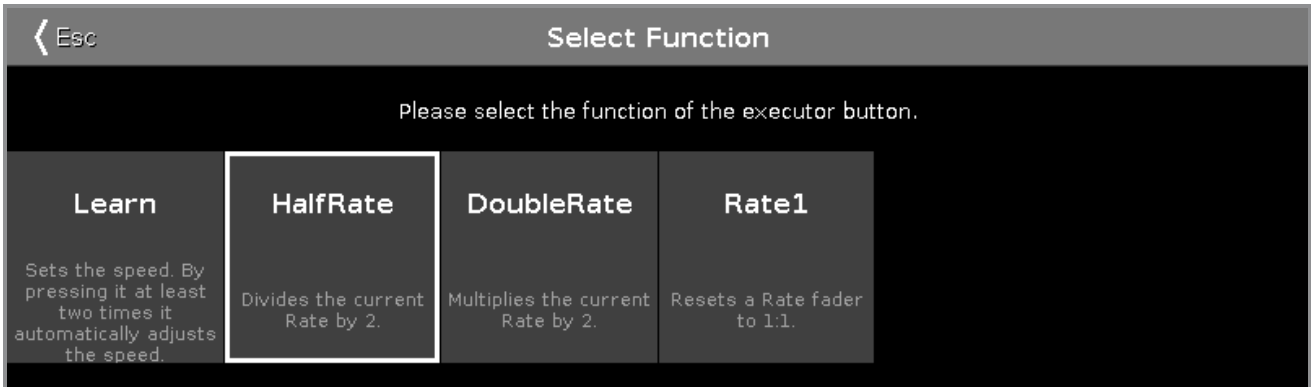 Esc
Select Function
Please select the function of the executor button.
Learn
Sets the speed. By
pressing it at least
two times it
automatically adjusts
the speed.
HalfRate
Divides the current
Rate by 2.
DoubleRate
Multiplies the current
Rate by 2.
Rate1
Resets a Rate fader
to 1:1.